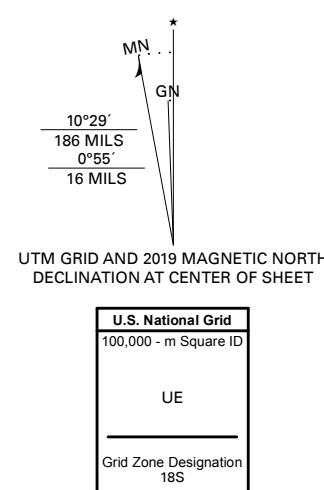 ★
MN
GN
10°29´
186 MILS
0°55´
16 MILS
UTM GRID AND 2019 MAGNETIC NORTH
DECLINATION AT CENTER OF SHEET
U.S. National Grid
100,000 - m Square ID
UE
Grid Zone Designation
18S